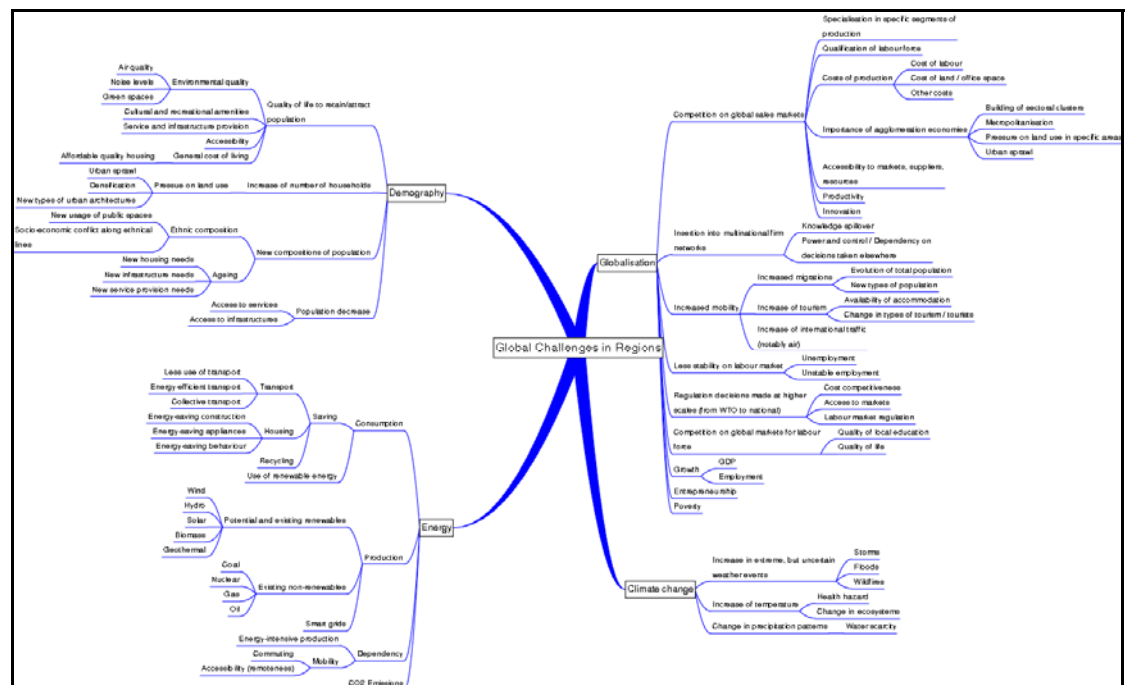 Global Challenges in Regions
Demography
Quality of life to retain/attract
population
Environmental quality
Air quality
Noise levels
Green spaces
Cultural and recreational amenities
Service and infrastructure provision
Accessibility
General cost of living
Affordable quality housing
Increase of number of households
Pressue on land use
Urban sprawl
Densification
New types of urban architectures
New compositions of population
Ethnic composition
New usage of public spaces
Socio-economic conflict along ethnical
lines
Ageing
New housing needs
New infrastructure needs
New service provision needs
Population decrease
Access to services
Access to infrastructures
Energy
Consumption
Saving
Transport
Less use of transport
Energy efficient transport
Collective transport
Housing
Energy-saving construction
Energy-saving appliances
Energy-saving behaviour
Recycling
Use of renewable energy
Production
Potential and existing renewables
Wind
Hydro
Solar
Biomass
Geothermal
Existing non-renewables
Coal
Nuclear
Gas
Oil
Smart grids
Dependency
Energy-intensive production
Mobility
Commuting
Accessibility (remoteness)
CO2 Emissions
Globalisation
Competition on global sales markets
Specialisation in specific segments of
production
Qualification of labour force
Costs of production
Cost of labour
Cost of land / office space
Other costs
Importance of agglomeration economies
Building of sectoral clusters
Metropolitanisation
Pressure on land use in specific areas
Urban sprawl
Accessibility to markets, suppliers,
resources
Productivity
Innovation
Insertion into multinational firm
networks
Knowledge spillover
Power and control / Dependency on
decisions taken elsewhere
Increased mobility
Increased migrations
Evolution of total population
New types of population
Increase of tourism
Availability of accommodation
Change in types of tourism / tourists
Increase of international traffic
(notably air)
Less stability on labour market
Unemployment
Unstable employment
Regulation decisions made at higher
scales (from WTO to national)
Cost competitiveness
Access to markets
Labour market regulation
Competition on global markets for labour
force
Quality of local education
Quality of life
Growth
GDP
Employment
Entrepreneurship
Poverty
Climate change
Increase in extreme, but uncertain
weather events
Storms
Floods
Wildfires
Increase of temperature
Health hazard
Change in ecosystems
Change in precipitation patterns
Water scarcity